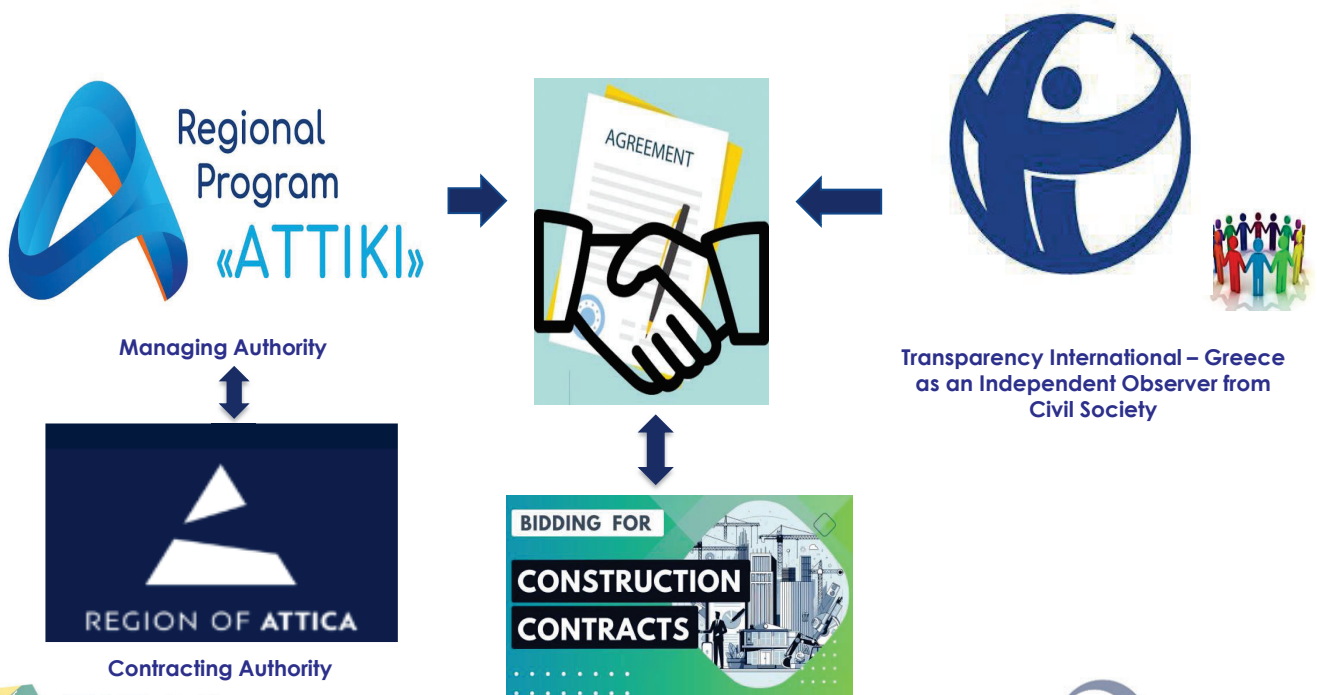 Regional
Program
«ATTIKI»
Managing Authority
REGION OF ATTICA
Contracting Authority
AGREEMENT
BIDDING FOR
CONSTRUCTION
CONTRACTS
Transparency International – Greece
as an Independent Observer from
Civil Society